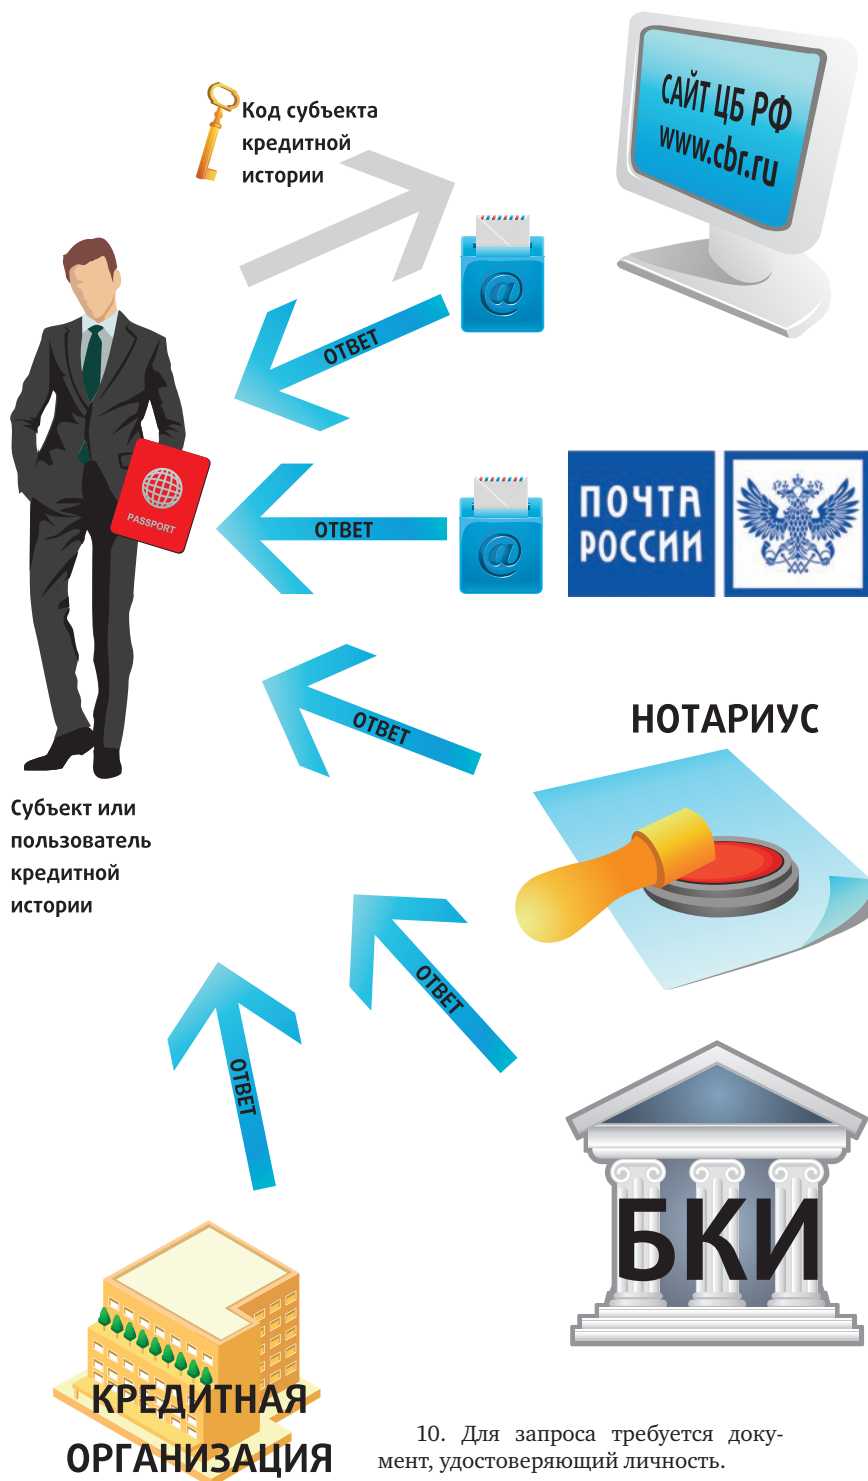 Код субъекта
кредитной
истории
САЙТ ЦБ РФ
www.cbr.ru
@
ОТВЕТ
PASSPORT
ОТВЕТ
@
ПОЧТА
РОССИИ
ОТВЕТ
НОТАРИУС
Субъект или
пользователь
кредитной
истории
ОТВЕТ
ОТВЕТ
БКИ
КРЕДИТНАЯ
ОРГАНИЗАЦИЯ
10. Для запроса требуется доку-
мент, удостоверяющий личность.